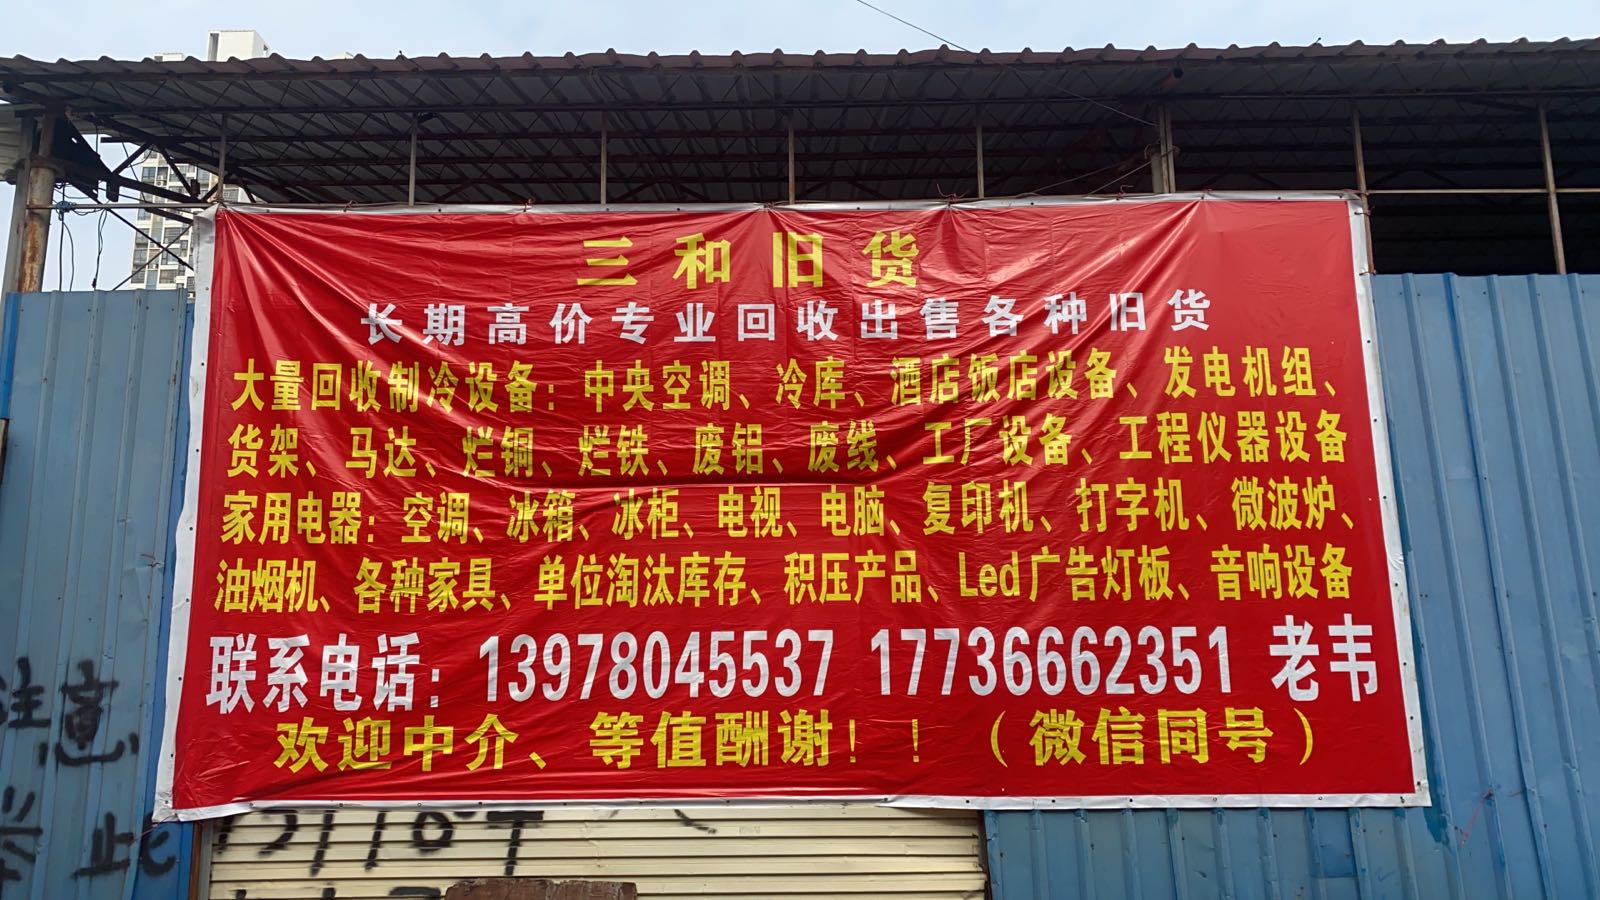 三和旧货
长期高价专业回收出售各种旧货
大量回收制冷设备：中央空调、冷库、酒店饭店设备、发电机组、
货架、马达、烂铜、烂铁、废铝、废线、工厂设备、工程仪器设备
家用电器：空调、冰箱、冰柜、电视、电脑、复印机、打字机、微波炉、
油烟机、各种家具、单位淘汰库存、积压产品、Led广告灯板、音响设备
联系电话：13978045537 17736662351 老韦
欢迎中介、等值酬谢！！（微信同号）
注意
此